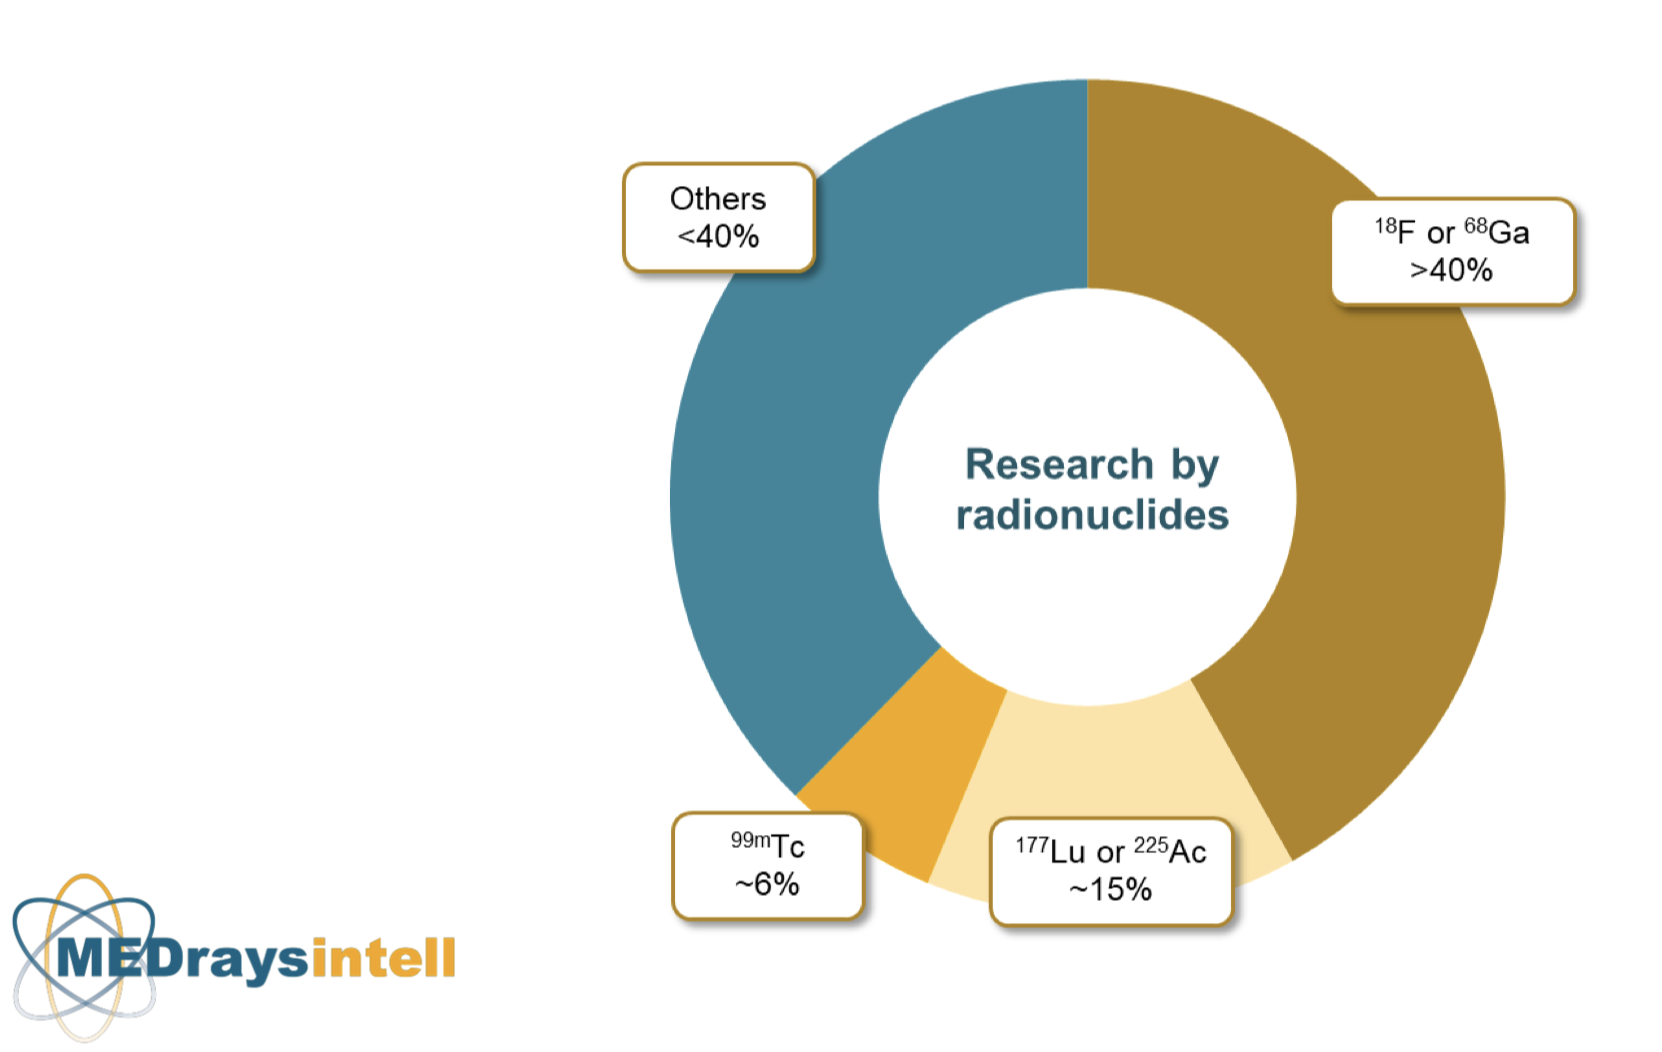 Others
<40%
¹⁸F or ⁶⁸Ga
>40%
Research by
radionuclides
⁹⁹ᵐTc
~6%
¹⁷⁷Lu or ²²⁵Ac
~15%
MEDraysintell